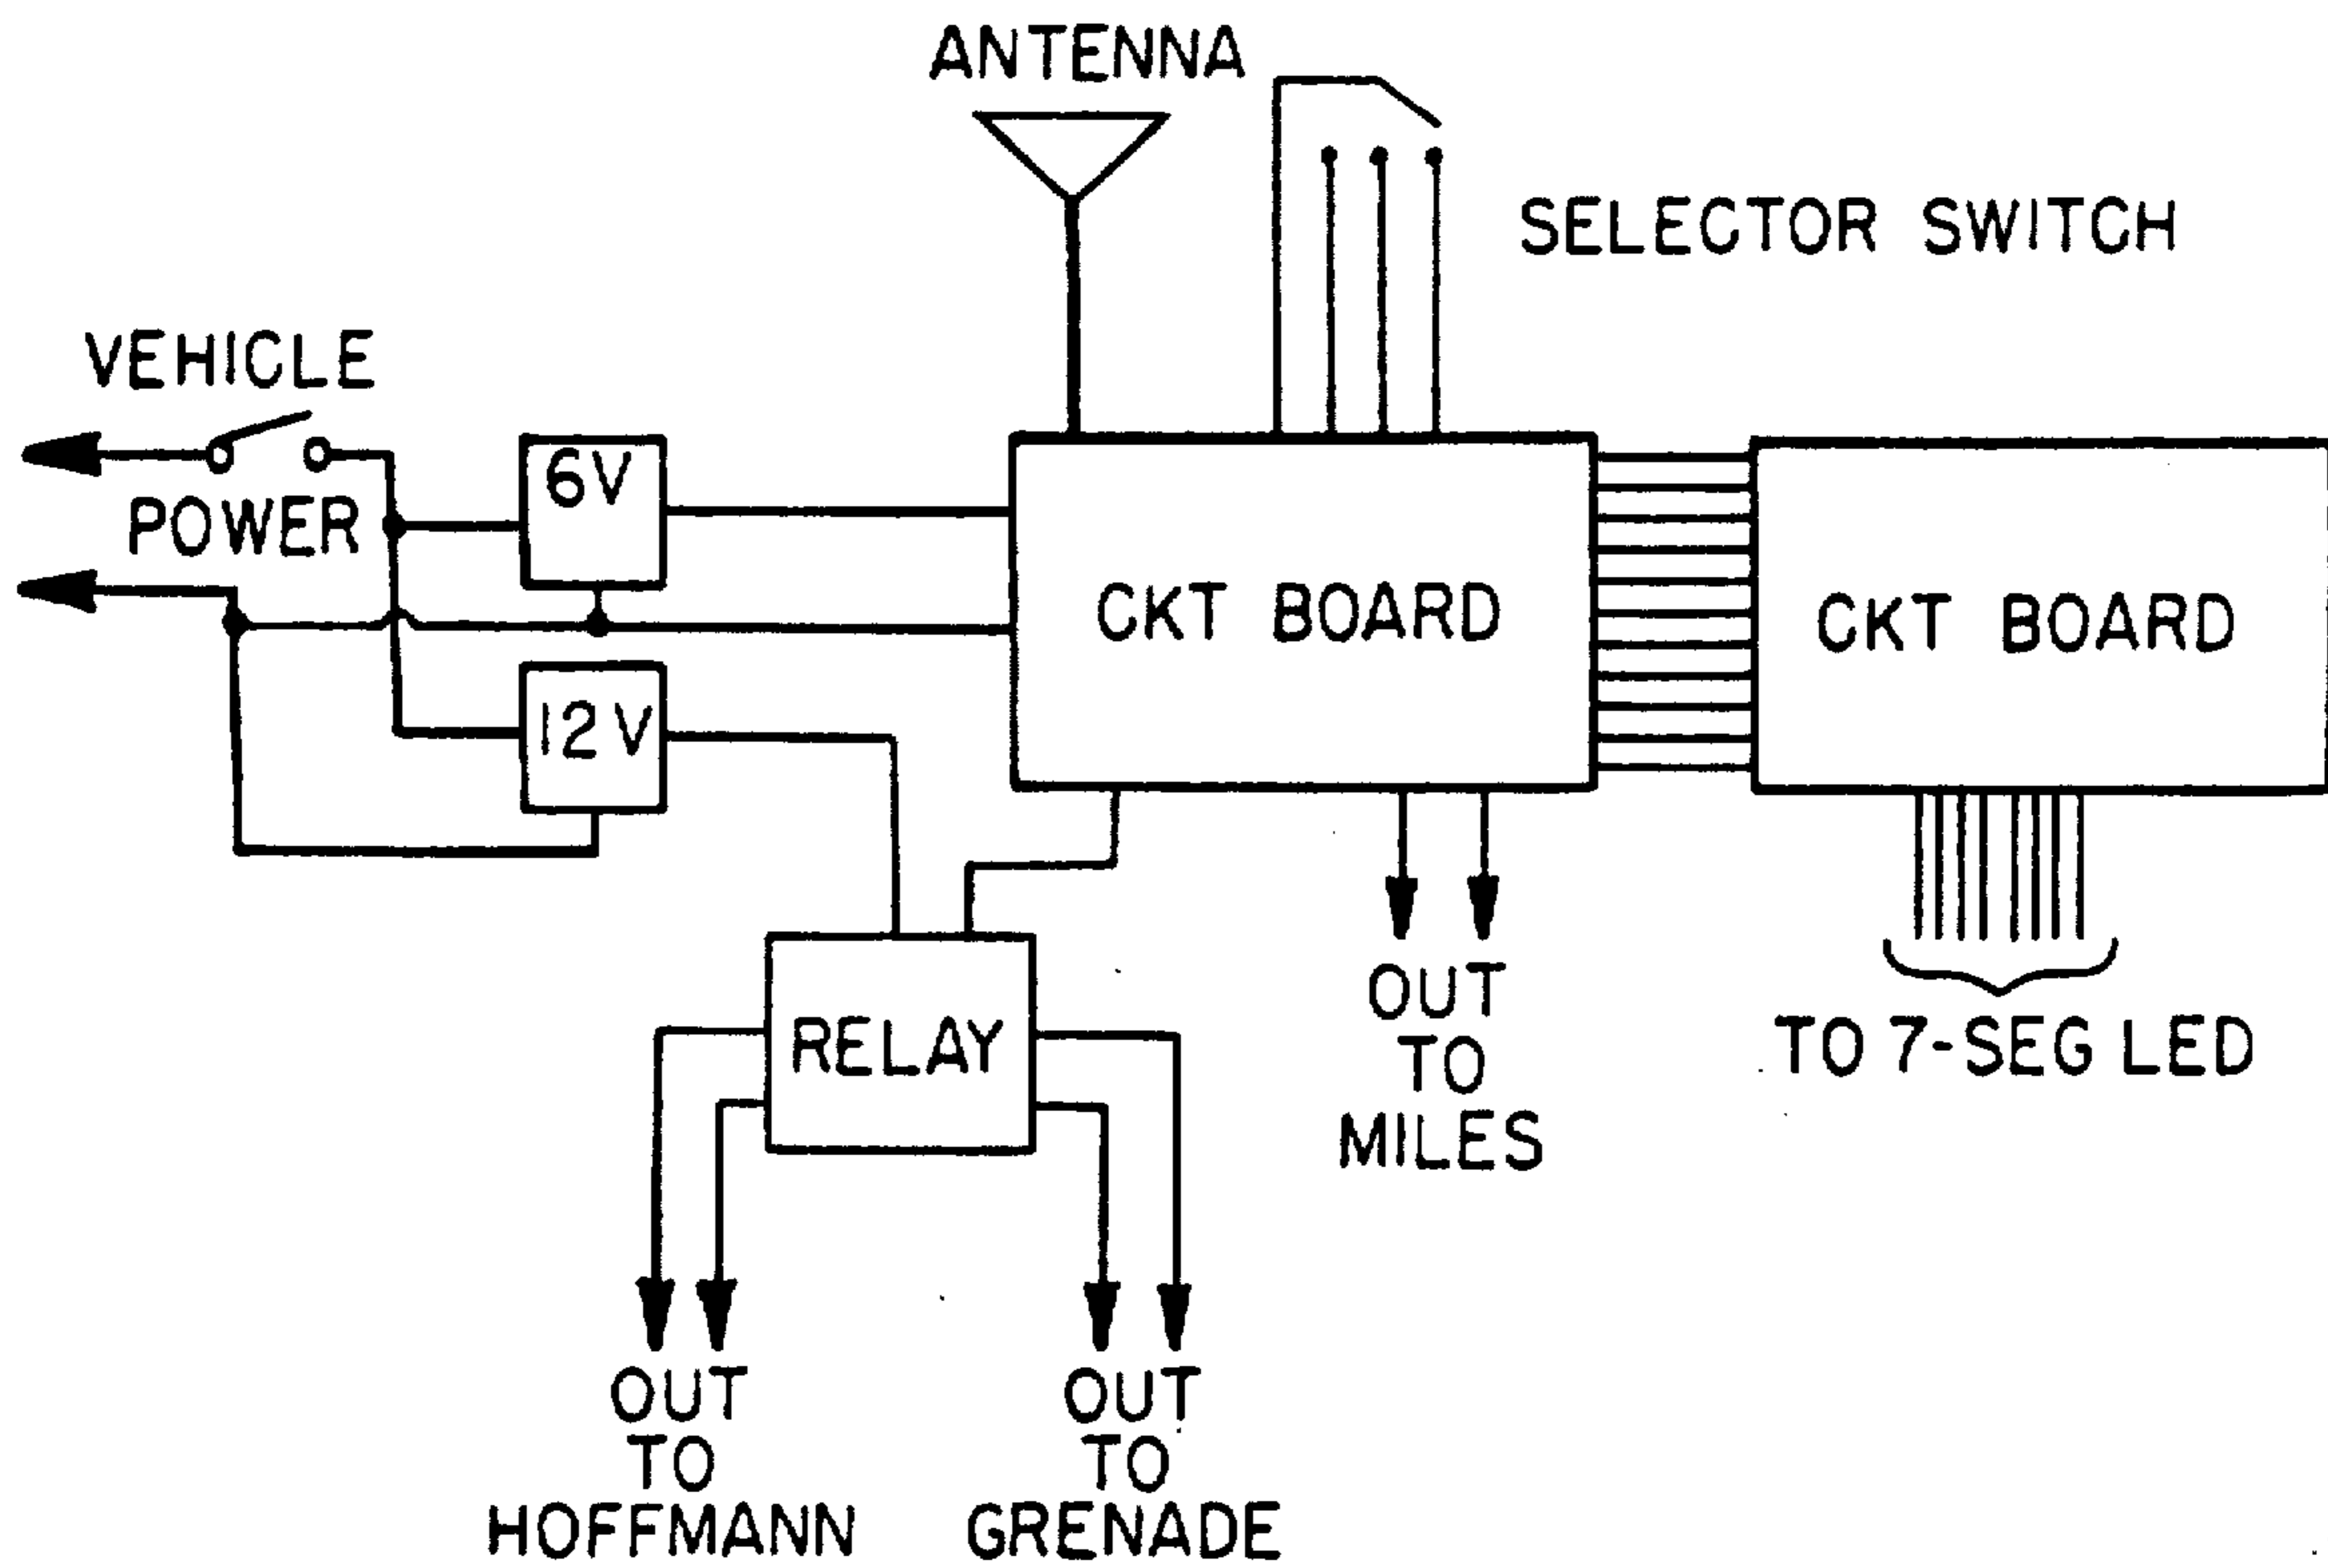 ANTENNA
SELECTOR SWITCH
VEHICLE
POWER
6V
12V
CKT BOARD
CKT BOARD
RELAY
OUT
TO
MILES
TO 7-SEG LED
OUT
TO
HOFFMANN
OUT
TO
GRENADE